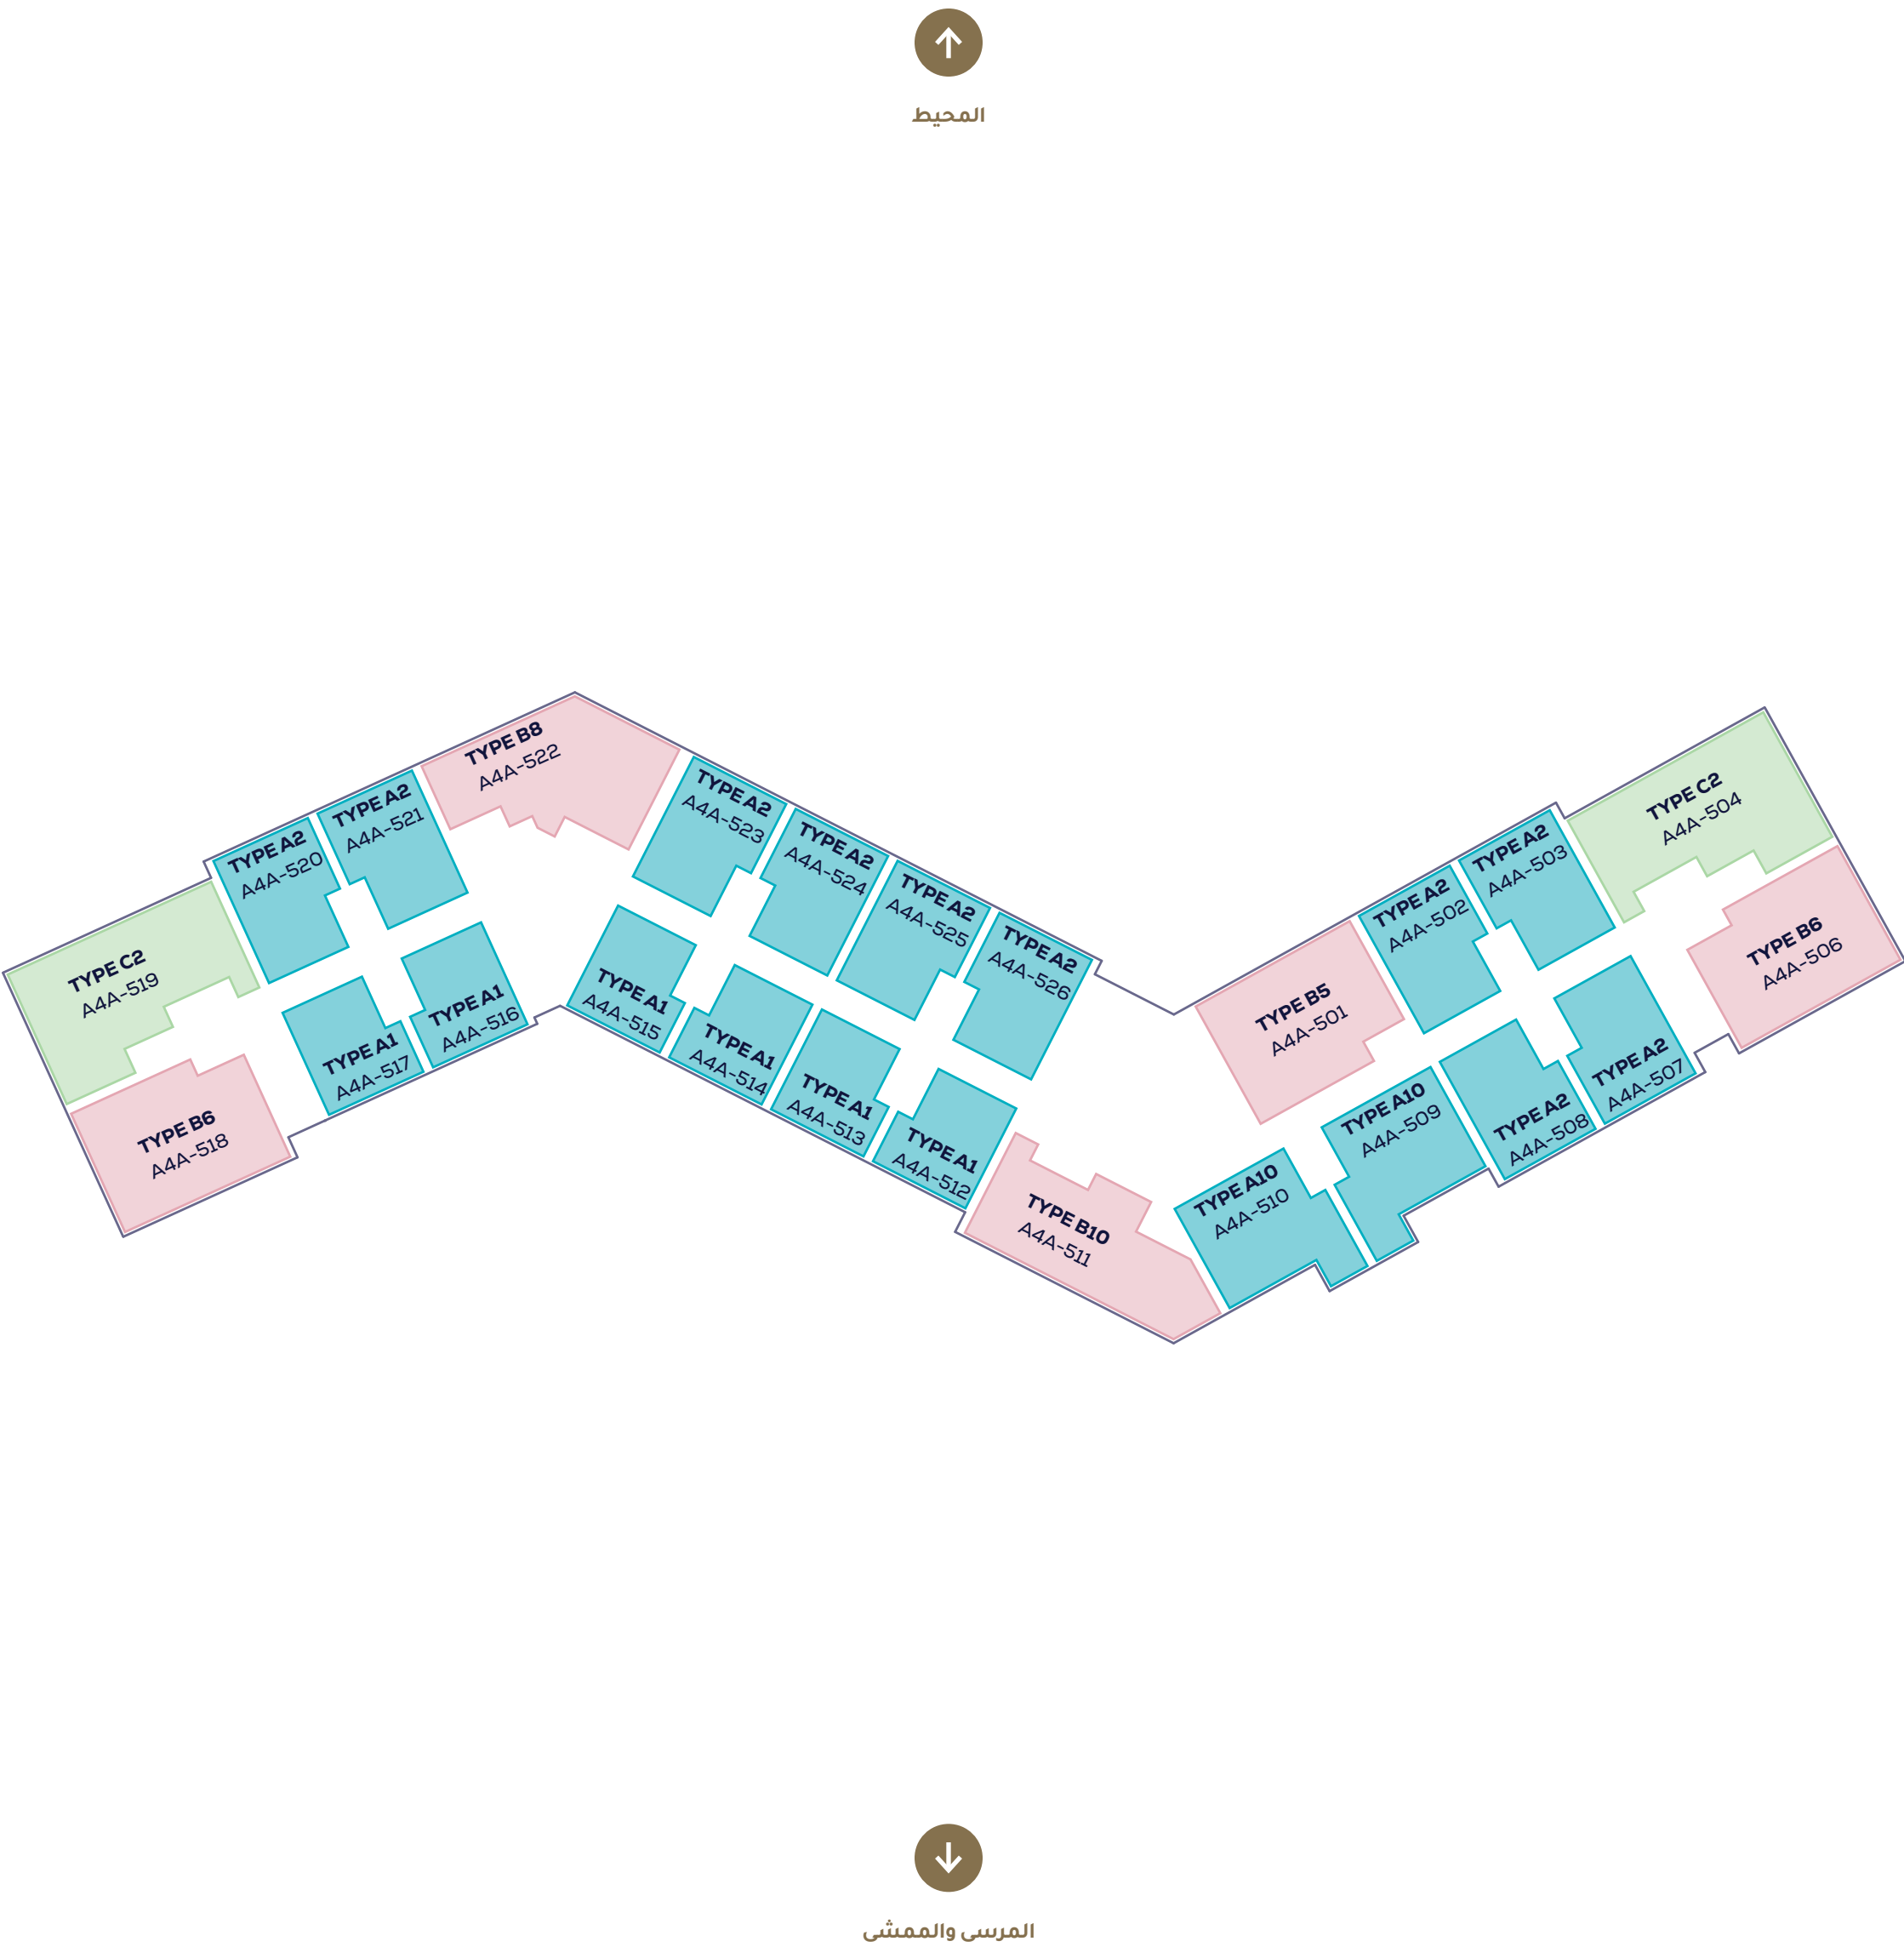 المحيط
TYPE C2
A4A-519
TYPE B6
A4A-518
TYPE A2
A4A-520
TYPE A2
A4A-521
TYPE A1
A4A-517
TYPE A1
A4A-516
TYPE B8
A4A-522
TYPE A2
A4A-523
TYPE A2
A4A-524
TYPE A2
A4A-525
TYPE A2
A4A-526
TYPE A1
A4A-515
TYPE A1
A4A-514
TYPE A1
A4A-513
TYPE A1
A4A-512
TYPE B10
A4A-511
TYPE B5
A4A-501
TYPE A2
A4A-502
TYPE A2
A4A-503
TYPE C2
A4A-504
TYPE B6
A4A-506
TYPE A2
A4A-507
TYPE A2
A4A-508
TYPE A10
A4A-509
TYPE A10
A4A-510
المرسى والممشى